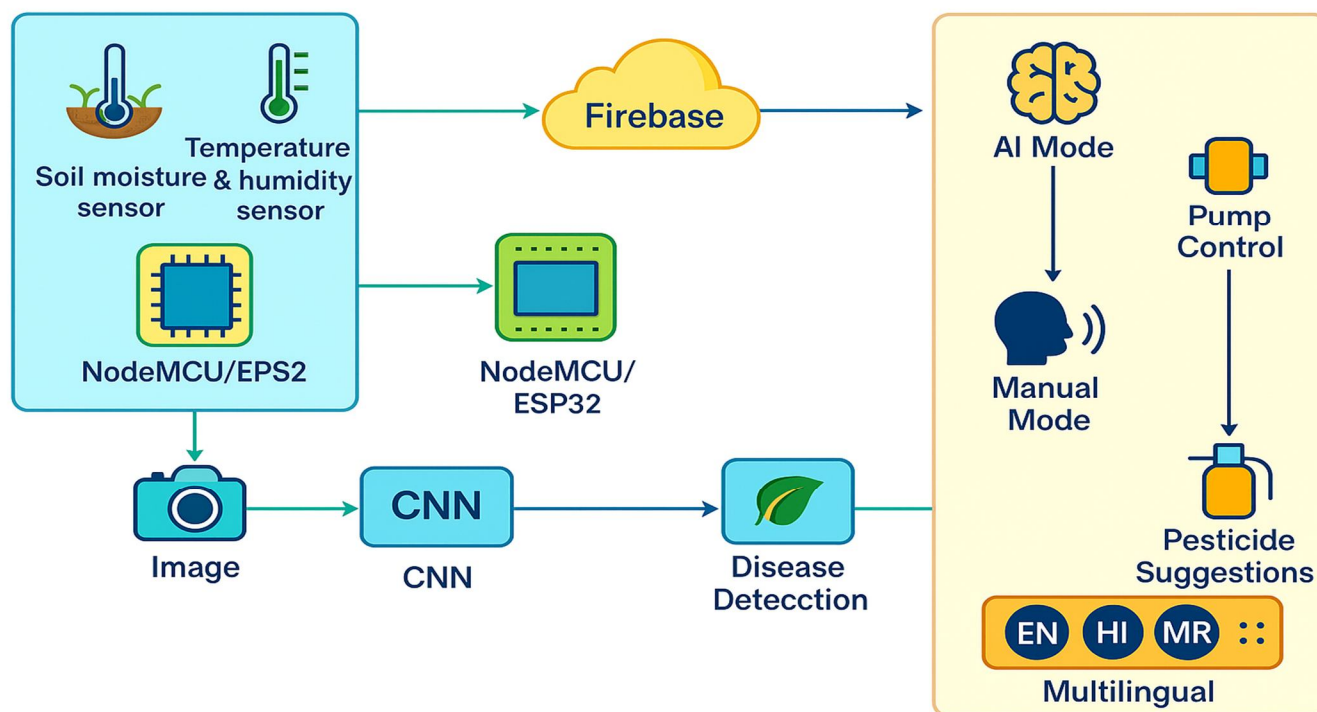 Soil moisture
sensor
Temperature
& humidity
sensor
NodeMCU/EPS2
Firebase
NodeMCU/
ESP32
Image
CNN
CNN
Disease
Detecction
AI Mode
Manual
Mode
Pump
Control
Pesticide
Suggestions
EN HI MR
Multilingual